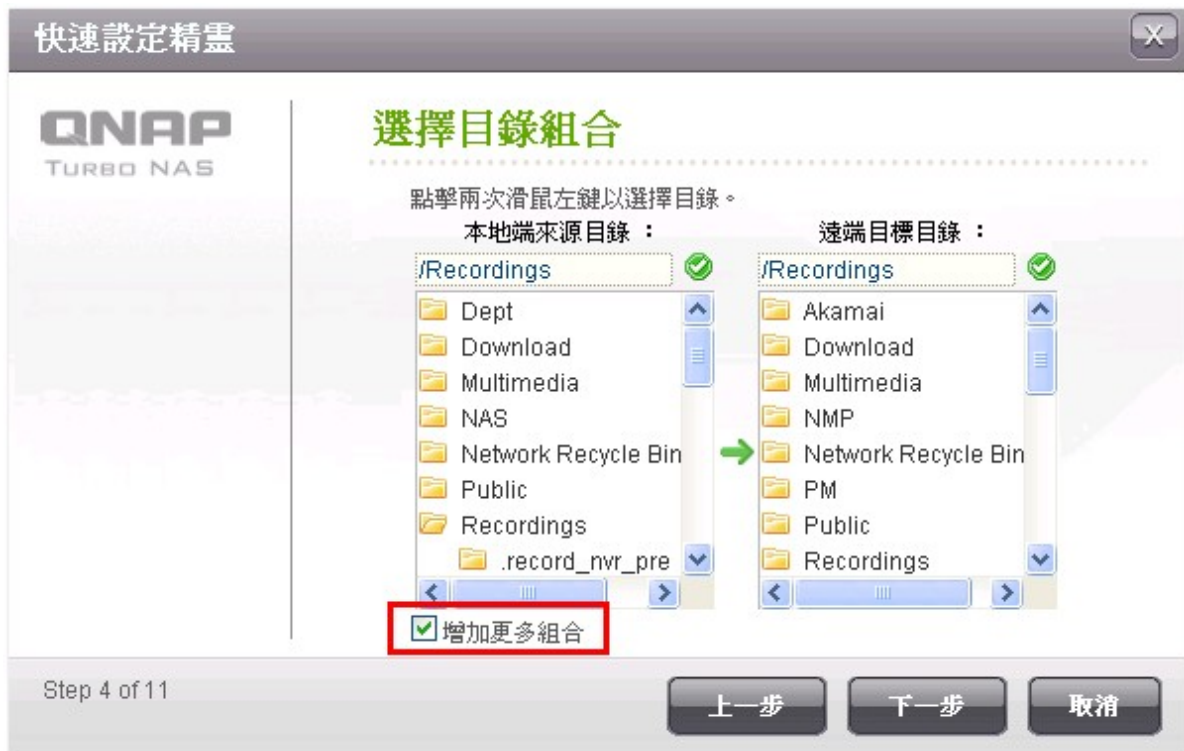 快速設定精靈
X
QNAP
TURBO NAS
選擇目錄組合
點擊兩次滑鼠左鍵以選擇目錄。
本地端來源目錄：
/Recordings
Dept
Download
Multimedia
NAS
Network Recycle Bin
Public
Recordings
.record_nvr_pre
遠端目標目錄：
/Recordings
Akamai
Download
Multimedia
NMP
Network Recycle Bin
PM
Public
Recordings
增加更多組合
Step 4 of 11
上一步
下一步
取消